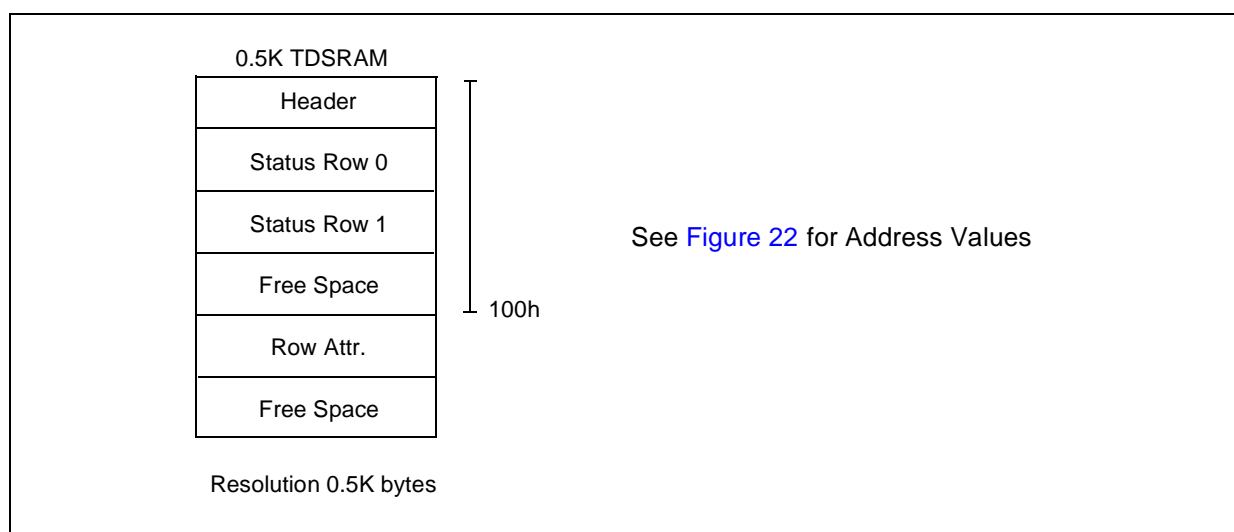 0.5K TDSRAM
Header
Status Row 0
Status Row 1
See Figure 22 for Address Values
Free Space
100h
Row Attr.
Free Space
Resolution 0.5K bytes